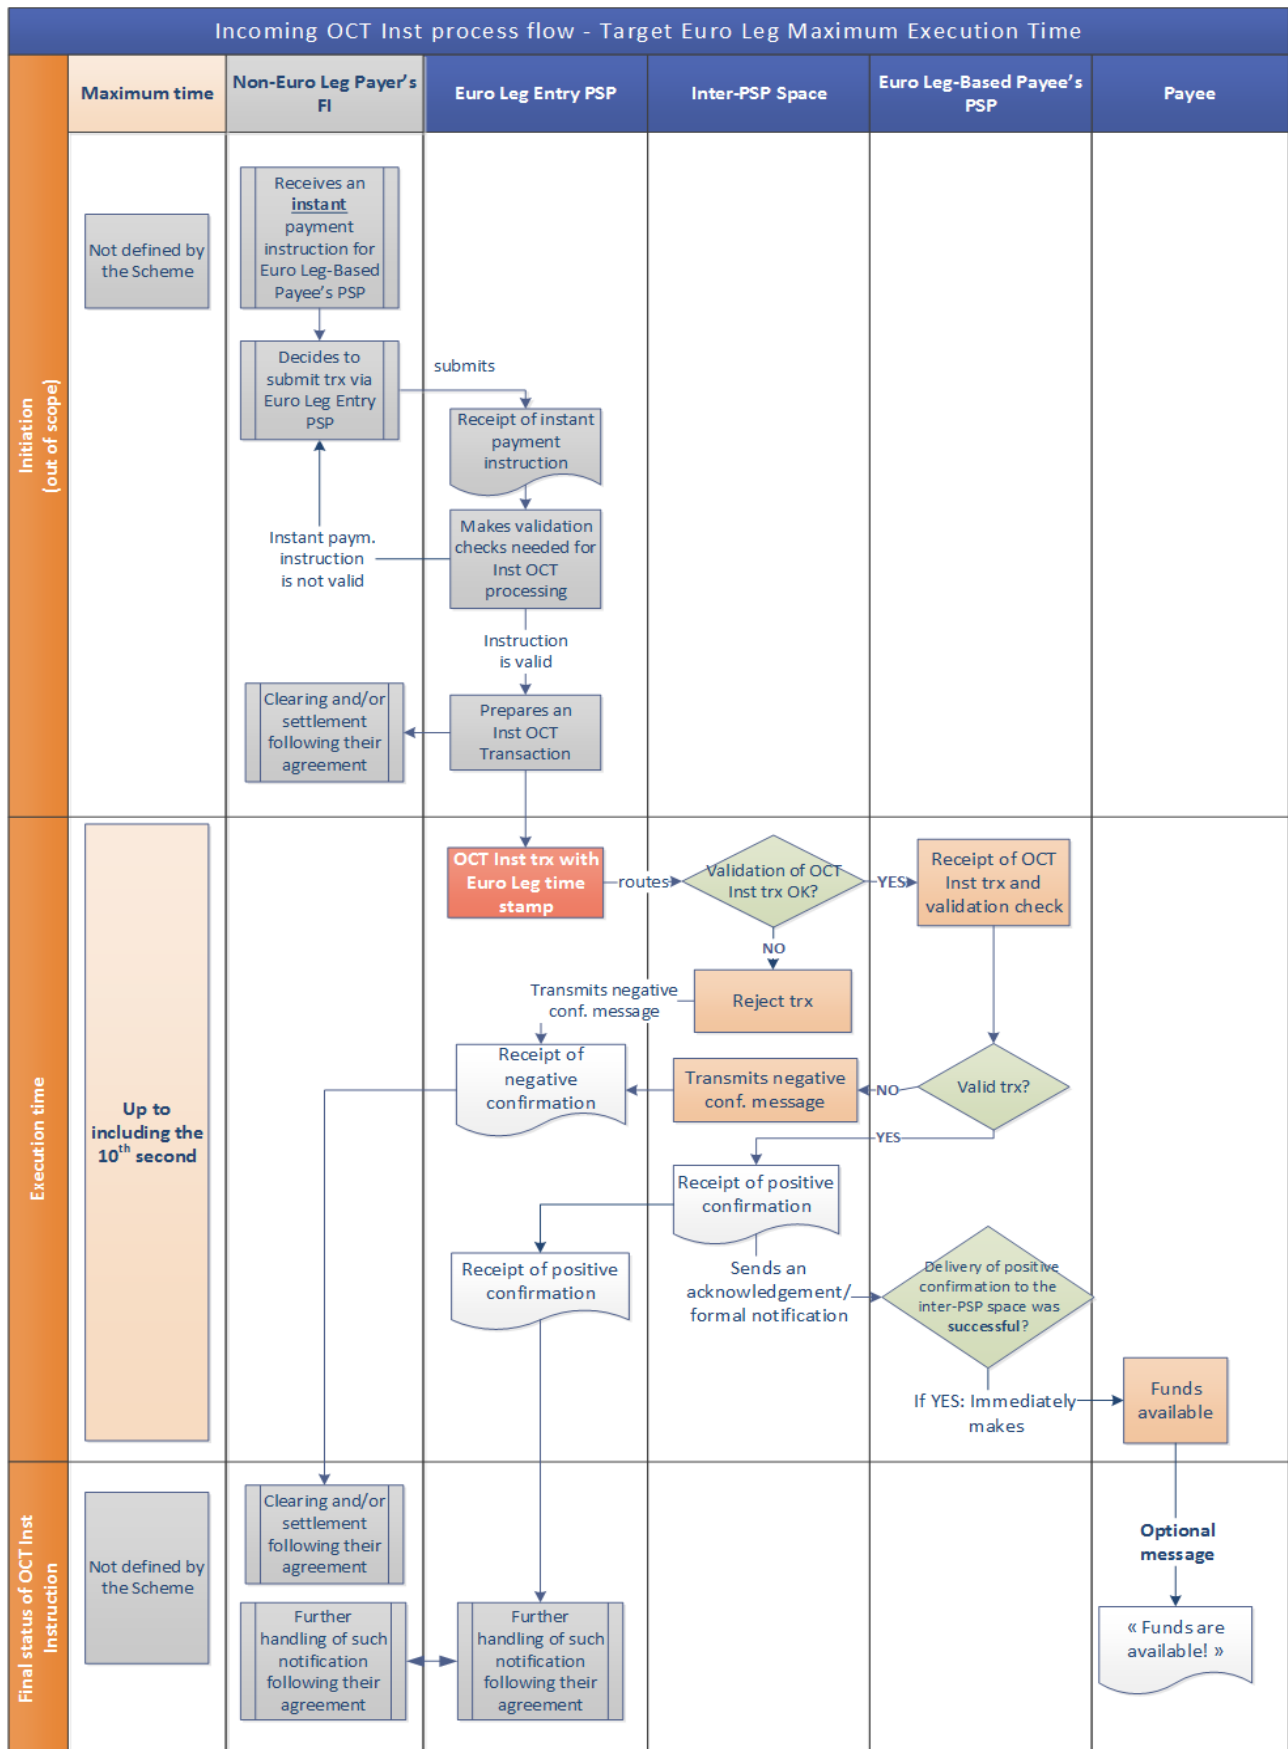 Incoming OCT Inst process flow - Target Euro Leg Maximum Execution Time
Maximum time
Non-Euro Leg Payer's
FI
Euro Leg Entry PSP
Inter-PSP Space
Euro Leg-Based Payee's
PSP
Payee
Initiation
(out of scope)
Not defined by
the Scheme
Receives an
instant
payment
instruction for
Euro Leg-Based
Payee's PSP
Decides to
submit trx via
Euro Leg Entry
PSP
submits
Receipt of instant
payment
instruction
Makes validation
checks needed for
Inst OCT
processing
Instant paym.
instruction
is not valid
Instruction
is valid
Clearing and/or
settlement
following their
agreement
Prepares an
Inst OCT
Transaction
Execution time
Up to
including the
10th second
OCT Inst trx with
Euro Leg time
stamp
routes
Validation of OCT
Inst trx OK?
YES
Receipt of OCT
Inst trx and
validation check
NO
Transmits negative
conf. message
Reject trx
Receipt of
negative
confirmation
Transmits negative
conf. message
NO
Valid trx?
YES
Receipt of positive
confirmation
Receipt of positive
confirmation
Sends an
acknowledgement/
formal notification
Delivery of positive
confirmation to the
inter-PSP space was
successful?
If YES: Immediately
makes
Funds
available
Final status of OCT Inst
Instruction
Not defined by
the Scheme
Clearing and/or
settlement
following their
agreement
Further
handling of such
notification
following their
agreement
Further
handling of such
notification
following their
agreement
Optional
message
« Funds are
available! »